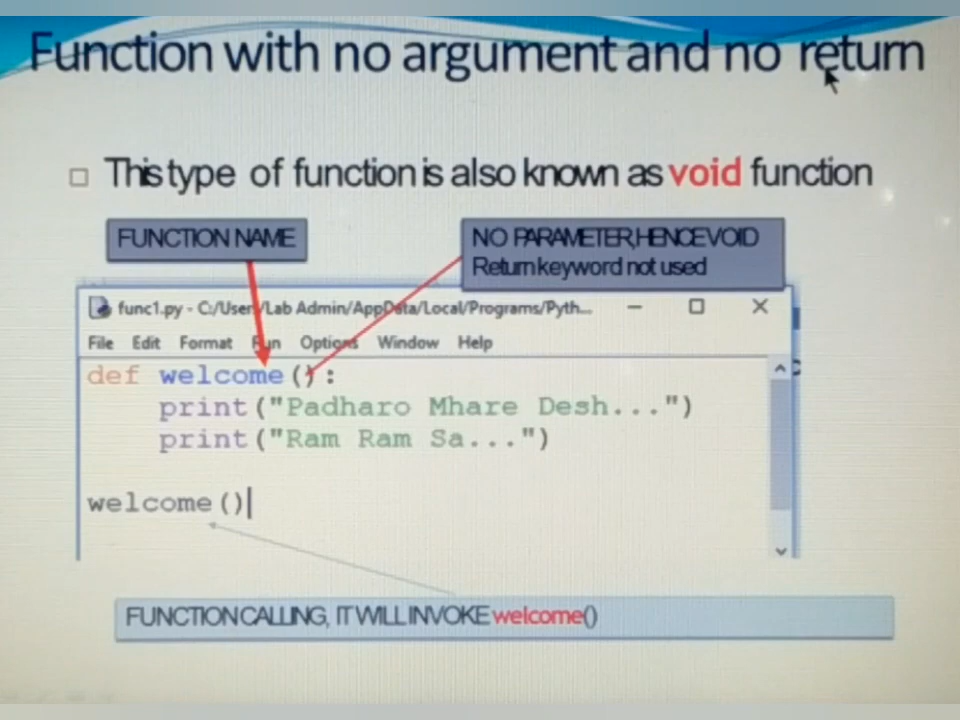 Function with no argument and no return
This type of function is also known as void function
FUNCTION NAME
NO PARAMETER, HENCE VOID
Return keyword not used
func1.py - C:/Users/Lab Admin/AppData/Local/Programs/Pyth...
File Edit Format Run Options Window Help
def welcome():
print("Padharo Mhare Desh...")
print("Ram Ram Sa...")
welcome()
FUNCTION CALLING, IT WILL INVOKE welcome()